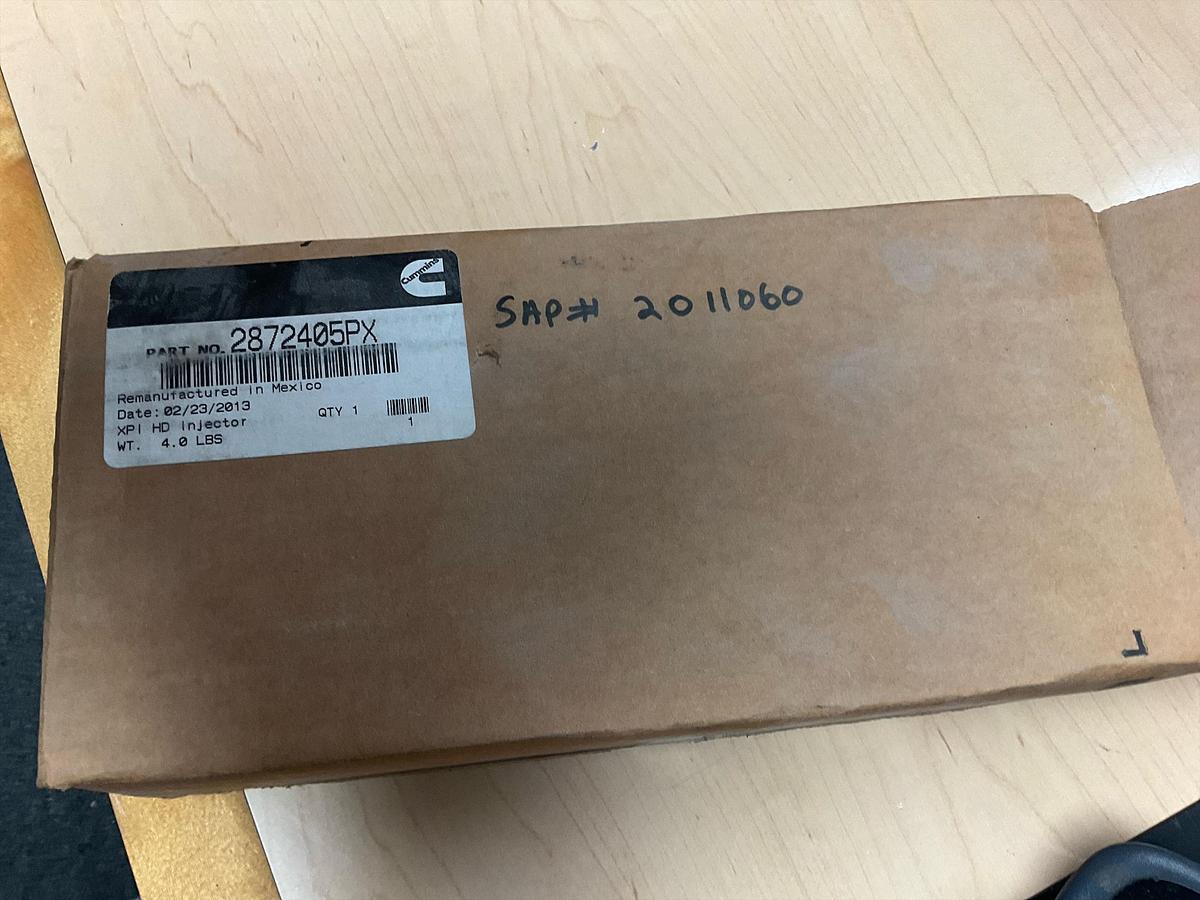 Cummins
PART NO. 2872405PX
Remanufactured in Mexico
Date: 02/23/2013
QTY 1
1
XPI HD Injector
WT. 4.0 LBS
SAP# 2011060